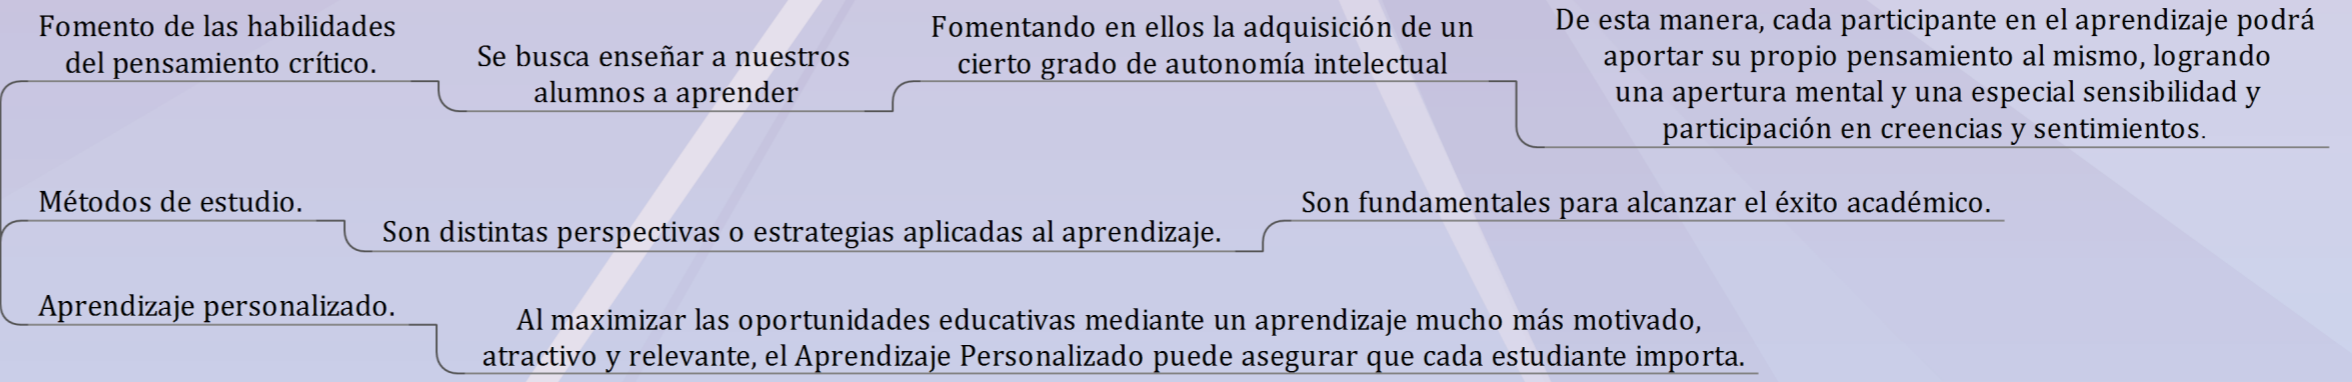 Fomento de las habilidades
del pensamiento crítico.
Se busca enseñar a nuestros
alumnos a aprender
Fomentando en ellos la adquisición de un
cierto grado de autonomía intelectual
De esta manera, cada participante en el aprendizaje podrá
aportar su propio pensamiento al mismo, logrando
una apertura mental y una especial sensibilidad y
participación en creencias y sentimientos.
Métodos de estudio.
Son distintas perspectivas o estrategias aplicadas al aprendizaje.
Son fundamentales para alcanzar el éxito académico.
Aprendizaje personalizado.
Al maximizar las oportunidades educativas mediante un aprendizaje mucho más motivado,
atractivo y relevante, el Aprendizaje Personalizado puede asegurar que cada estudiante importa.